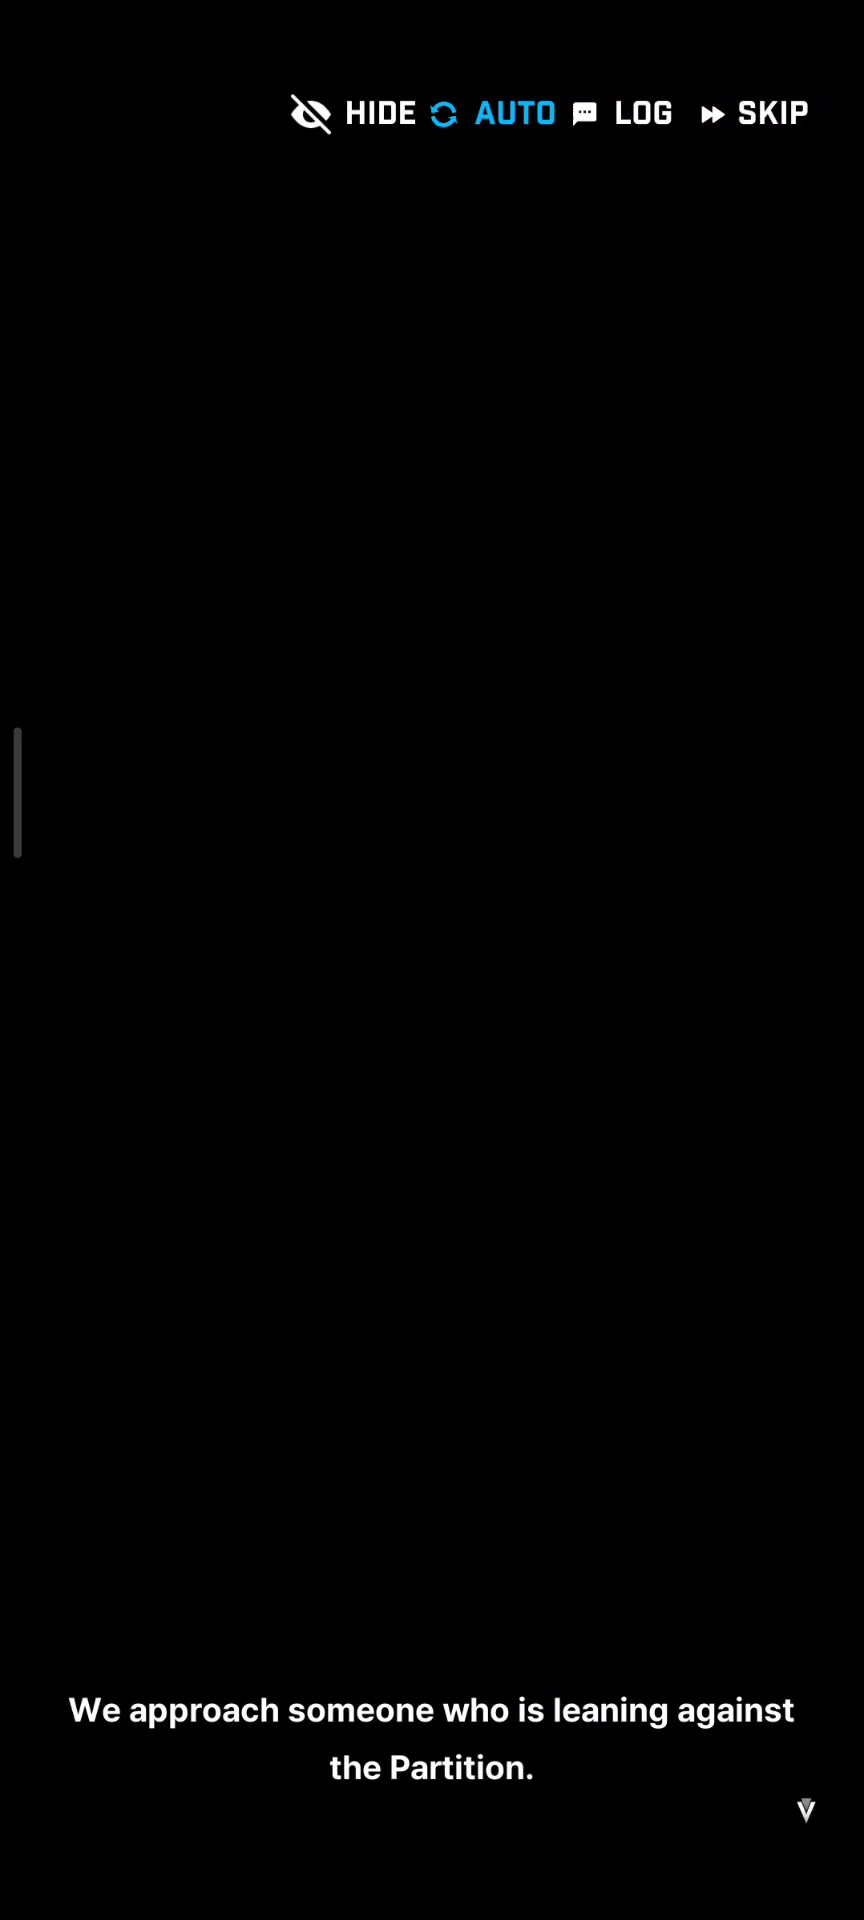 HIDE AUTO LOG SKIP
We approach someone who is leaning against
the Partition.